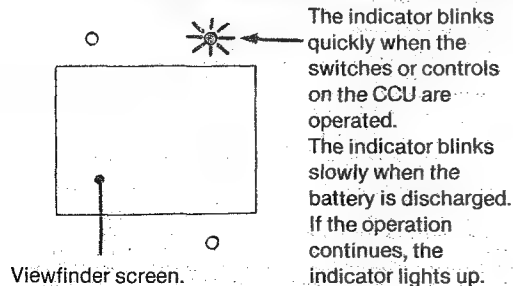 The indicator blinks
quickly when the
switches or controls
on the CCU are
operated.
The indicator blinks
slowly when the
battery is discharged.
If the operation
continues, the
indicator lights up.
Viewfinder screen.